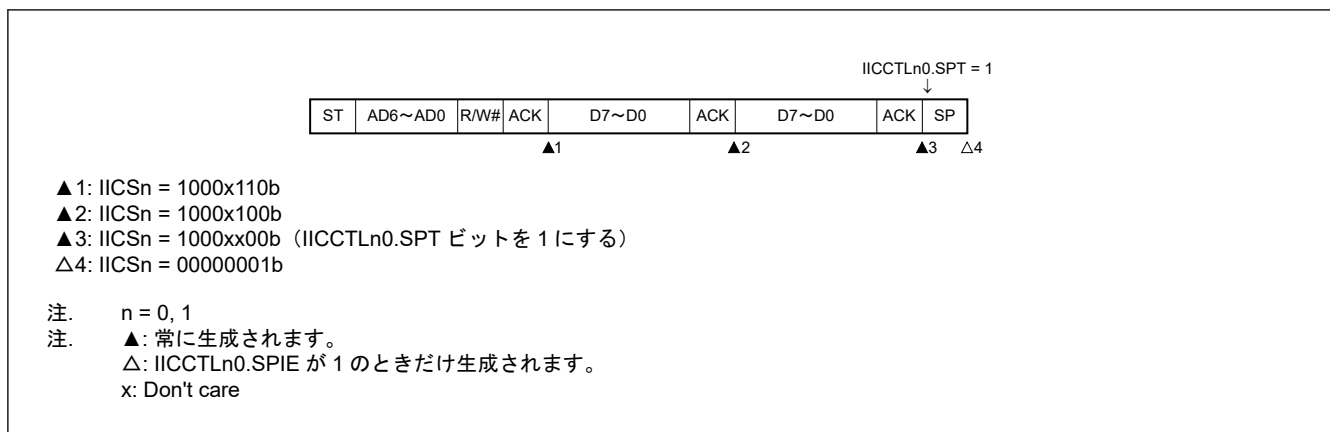 IICCTLn0.SPT = 1
↓
ST AD6～AD0 R/W# ACK D7～D0 ACK D7～D0 ACK SP
▲1 ▲2 ▲3 △4
▲1: IICSn = 1000x110b
▲2: IICSn = 1000x100b
▲3: IICSn = 1000xx00b（IICCTLn0.SPT ビットを 1 にする）
△4: IICSn = 00000001b
注. n = 0, 1
注. ▲: 常に生成されます。
△: IICCTLn0.SPIE が 1 のときだけ生成されます。
x: Don't care